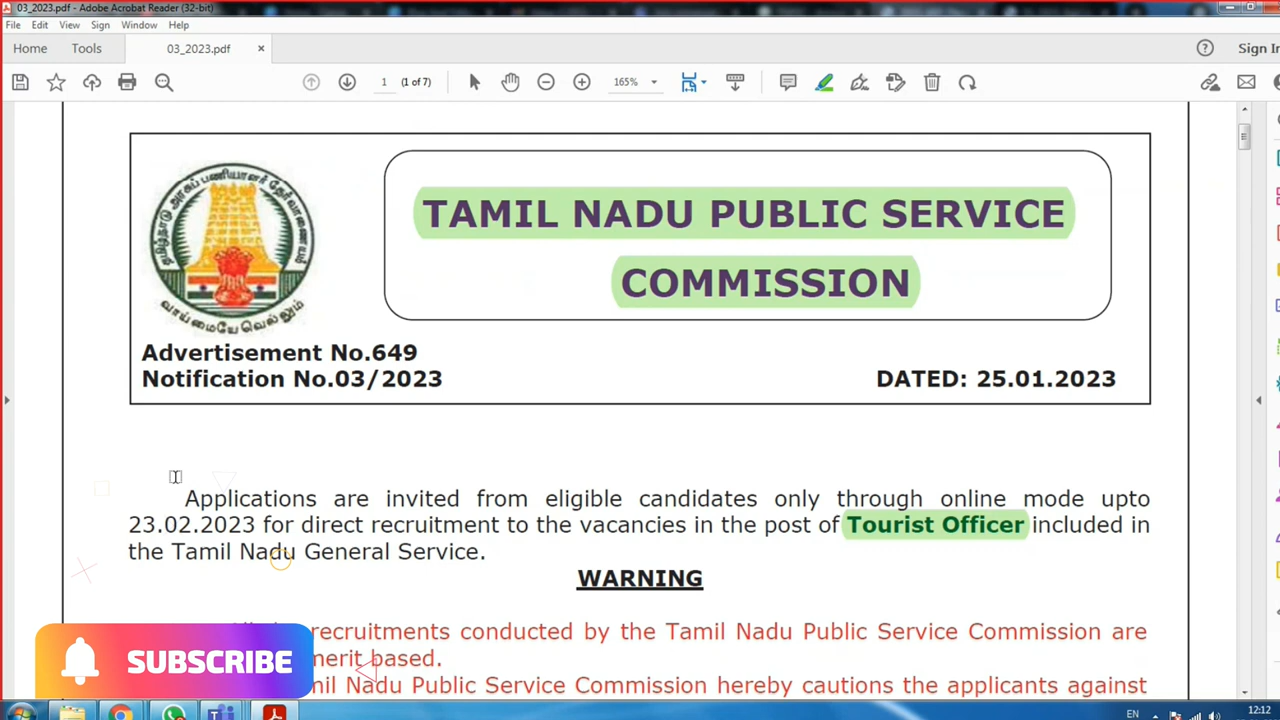 03_2023.pdf - Adobe Acrobat Reader (32-bit)
File Edit View Sign Window Help
Home Tools 03_2023.pdf × Sign In
1 (1 of 7) 165%
TAMIL NADU PUBLIC SERVICE
COMMISSION
தமிழ்நாடு அரசுப் பணியாளர் தேர்வாணையம்
வாய்மையே வெல்லும்
Advertisement No.649
Notification No.03/2023 DATED: 25.01.2023
Applications are invited from eligible candidates only through online mode upto
23.02.2023 for direct recruitment to the vacancies in the post of Tourist Officer included in
the Tamil Nadu General Service.
WARNING
recruitments conducted by the Tamil Nadu Public Service Commission are
merit based.
Nadu Public Service Commission hereby cautions the applicants against
SUBSCRIBE
EN 12:12